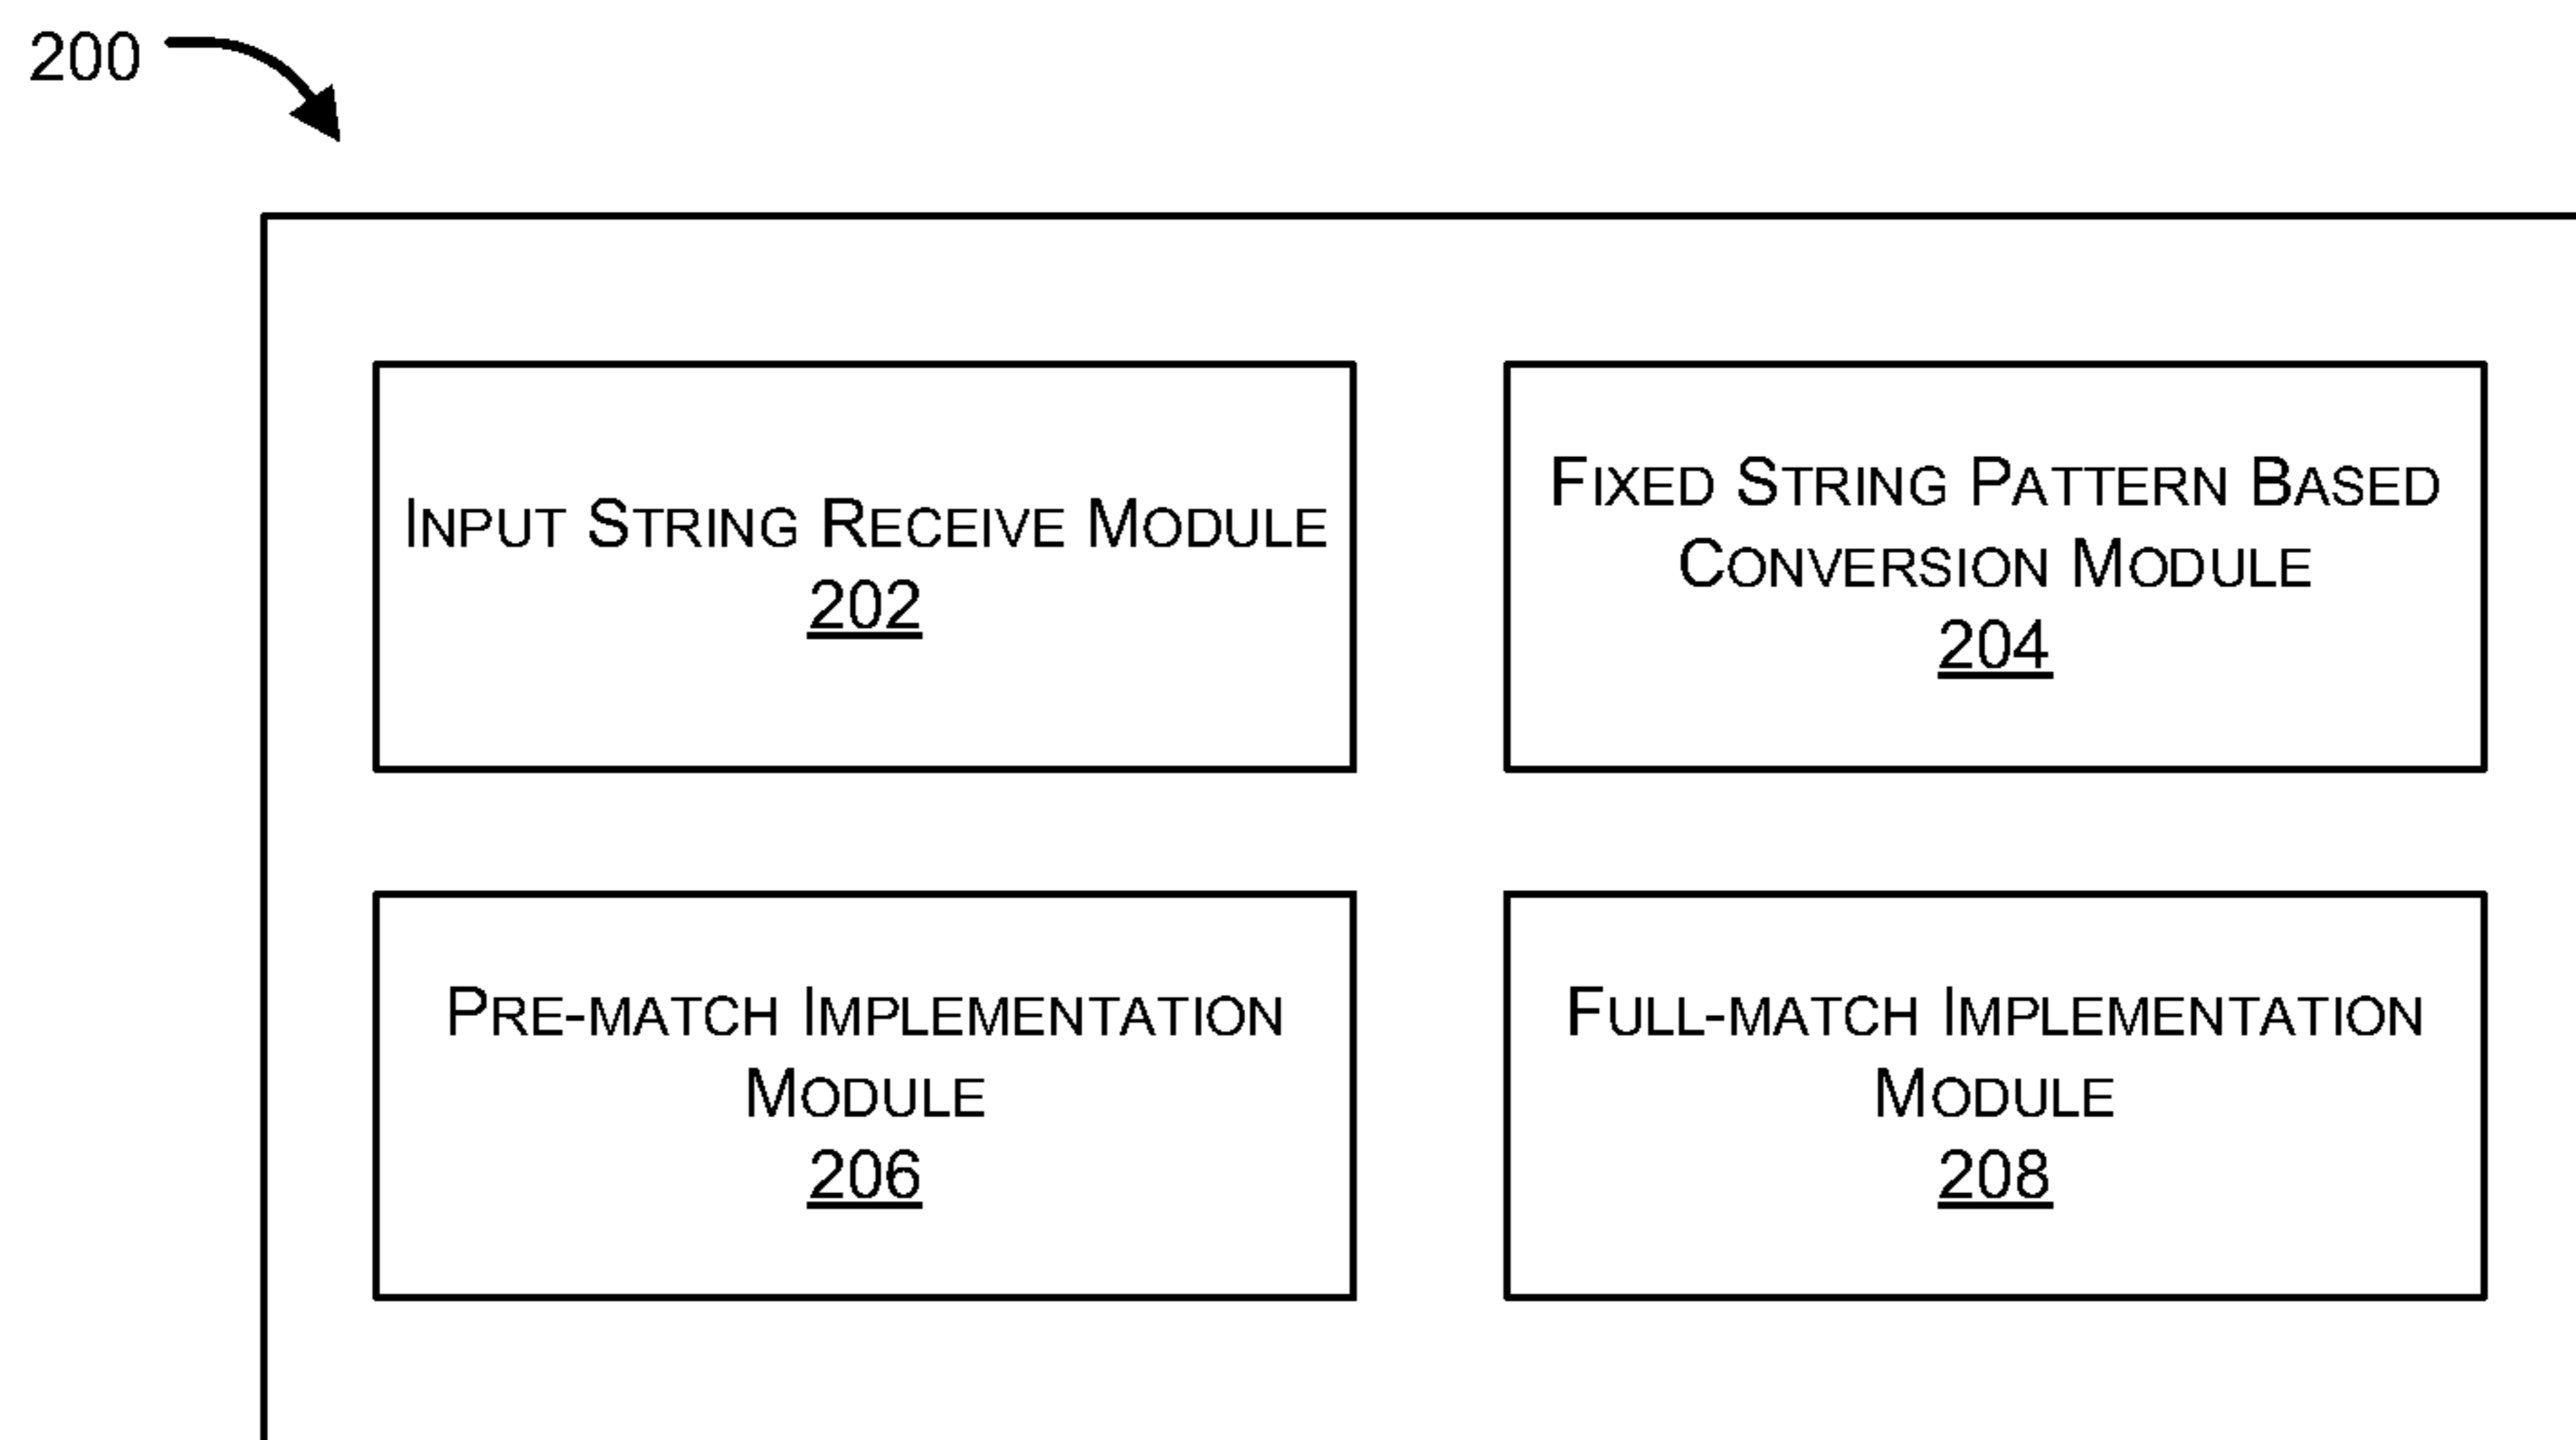 200
INPUT STRING RECEIVE MODULE
202
FIXED STRING PATTERN BASED
CONVERSION MODULE
204
PRE-MATCH IMPLEMENTATION
MODULE
206
FULL-MATCH IMPLEMENTATION
MODULE
208